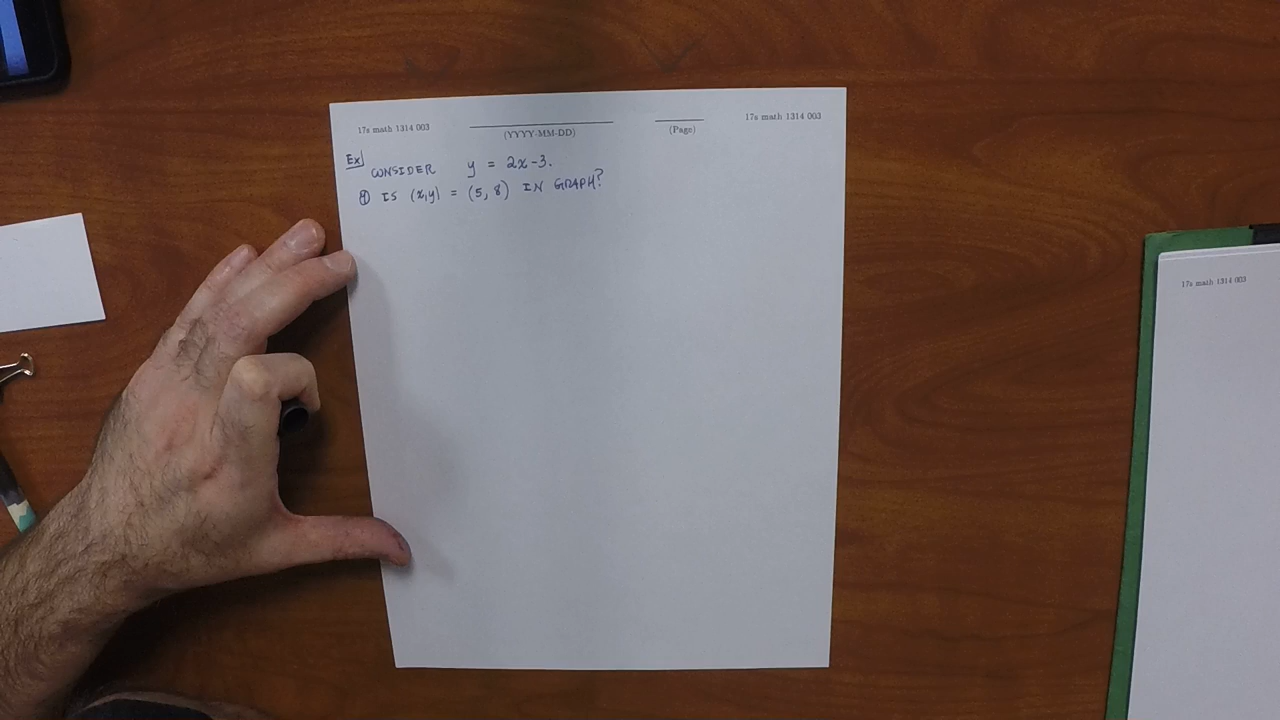 17s math 1314 003 (YYYY-MM-DD) (Page) 17s math 1314 003
Ex
CONSIDER y = 2x-3.
① IS (x,y) = (5, 8) IN GRAPH?
17s math 1314 003